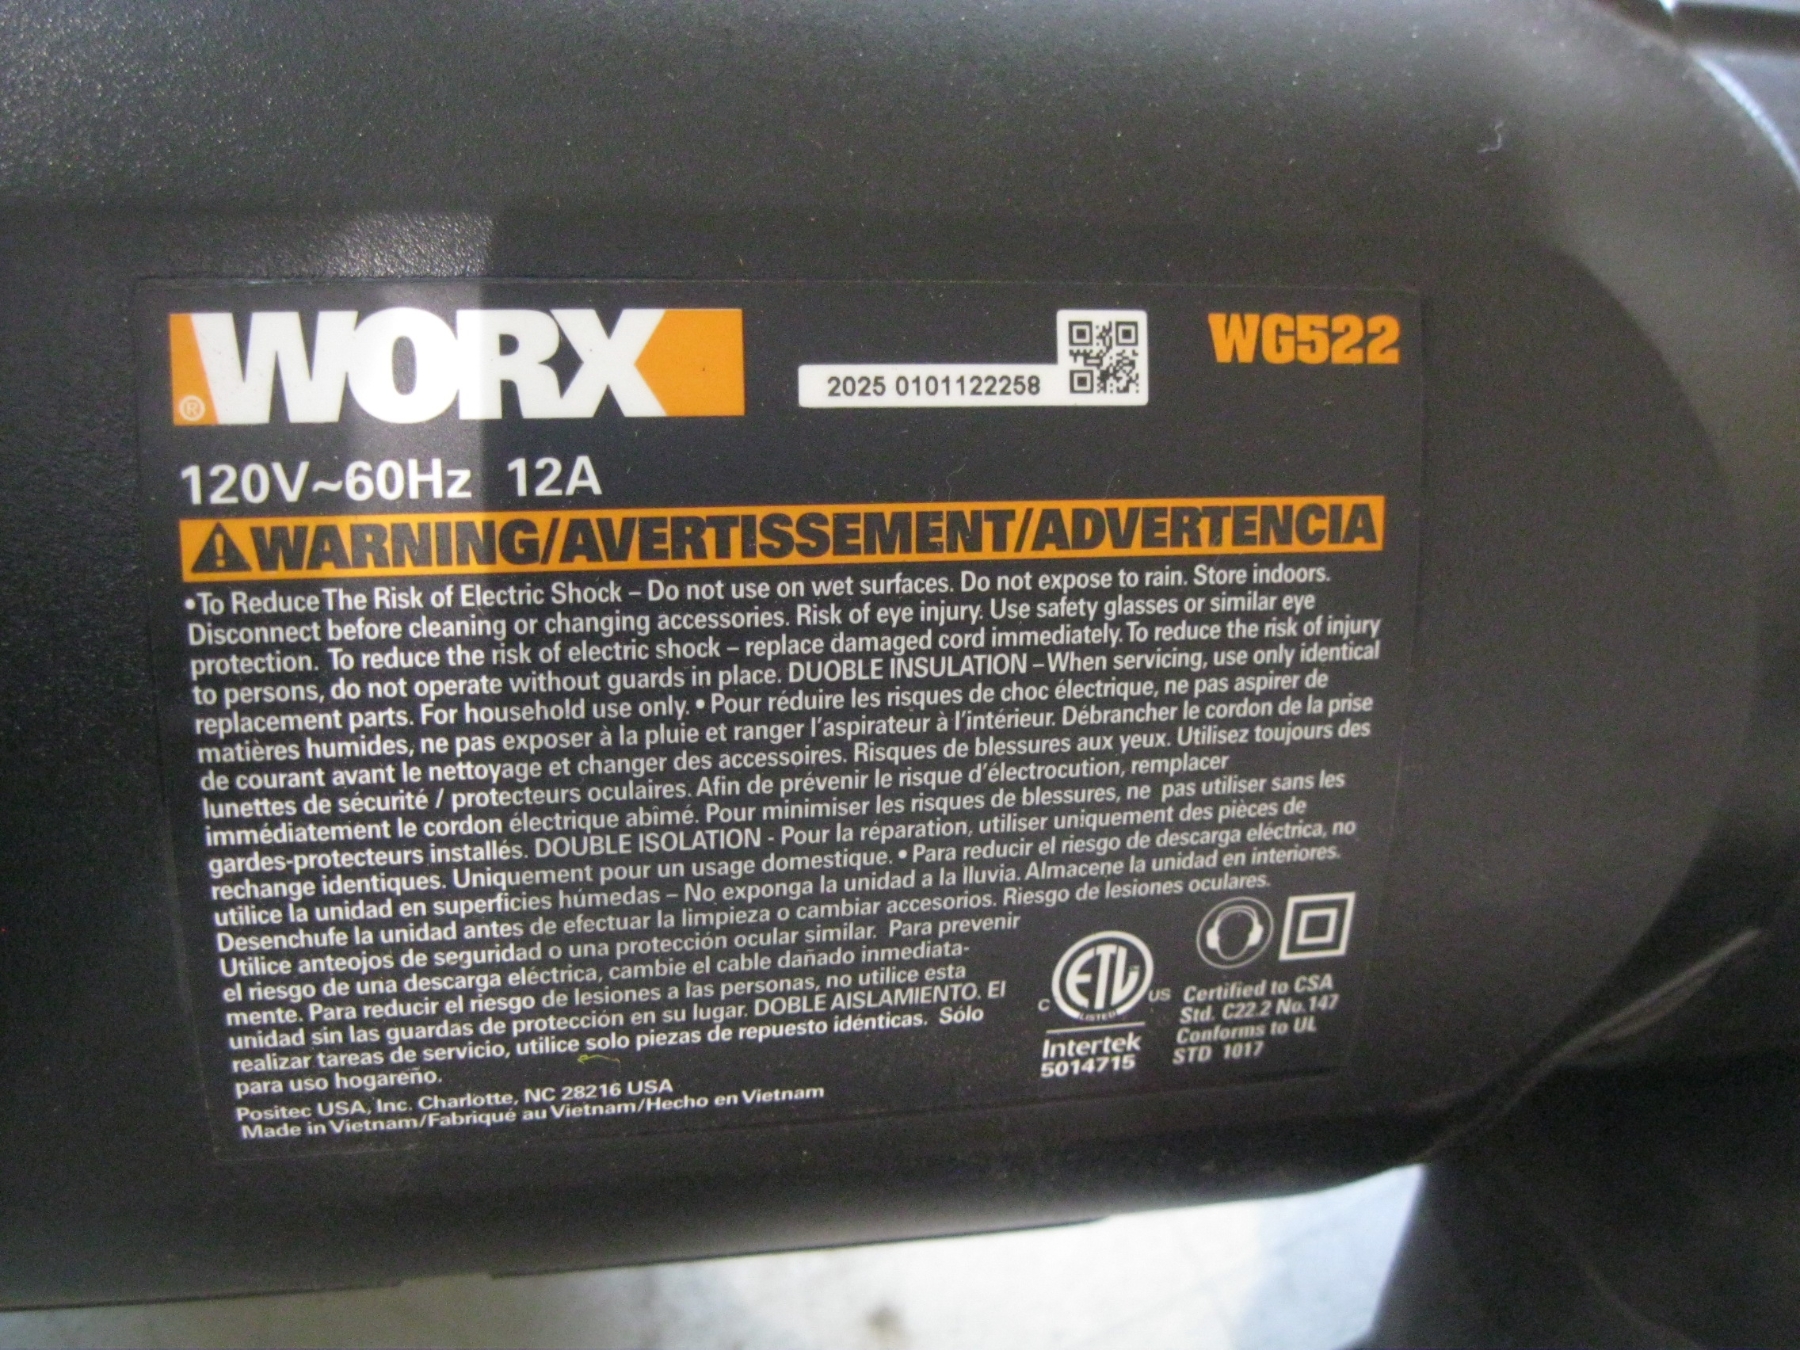 WORX®
2025 0101122258
WG522
120V~60Hz 12A
WARNING/AVERTISSEMENT/ADVERTENCIA
•To Reduce The Risk of Electric Shock – Do not use on wet surfaces. Do not expose to rain. Store indoors.
Disconnect before cleaning or changing accessories. Risk of eye injury. Use safety glasses or similar eye
protection. To reduce the risk of electric shock – replace damaged cord immediately. To reduce the risk of injury
to persons, do not operate without guards in place. DUOBLE INSULATION – When servicing, use only identical
replacement parts. For household use only. • Pour réduire les risques de choc électrique, ne pas aspirer de
matières humides, ne pas exposer à la pluie et ranger l'aspirateur à l'intérieur. Débrancher le cordon de la prise
de courant avant le nettoyage et changer des accessoires. Risques de blessures aux yeux. Utilisez toujours des
lunettes de sécurité / protecteurs oculaires. Afin de prévenir le risque d'électrocution, remplacer
immédiatement le cordon électrique abîmé. Pour minimiser les risques de blessures, ne pas utiliser sans les
gardes-protecteurs installés. DOUBLE ISOLATION - Pour la réparation, utiliser uniquement des pièces de
rechange identiques. Uniquement pour un usage domestique. • Para reducir el riesgo de descarga eléctrica, no
utilice la unidad en superficies húmedas – No exponga la unidad a la lluvia. Almacene la unidad en interiores.
Desenchufe la unidad antes de efectuar la limpieza o cambiar accesorios. Riesgo de lesiones oculares.
Utilice anteojos de seguridad o una protección ocular similar. Para prevenir
el riesgo de una descarga eléctrica, cambie el cable dañado inmediata-
mente. Para reducir el riesgo de lesiones a las personas, no utilice esta
unidad sin las guardas de protección en su lugar. DOBLE AISLAMIENTO. El
realizar tareas de servicio, utilice solo piezas de repuesto idénticas. Sólo
para uso hogareño.
Positec USA, Inc. Charlotte, NC 28216 USA
Made in Vietnam/Fabriqué au Vietnam/Hecho en Vietnam
C ETL US
LISTED
Intertek
5014715
Certified to CSA
Std. C22.2 No.147
Conforms to UL
STD 1017